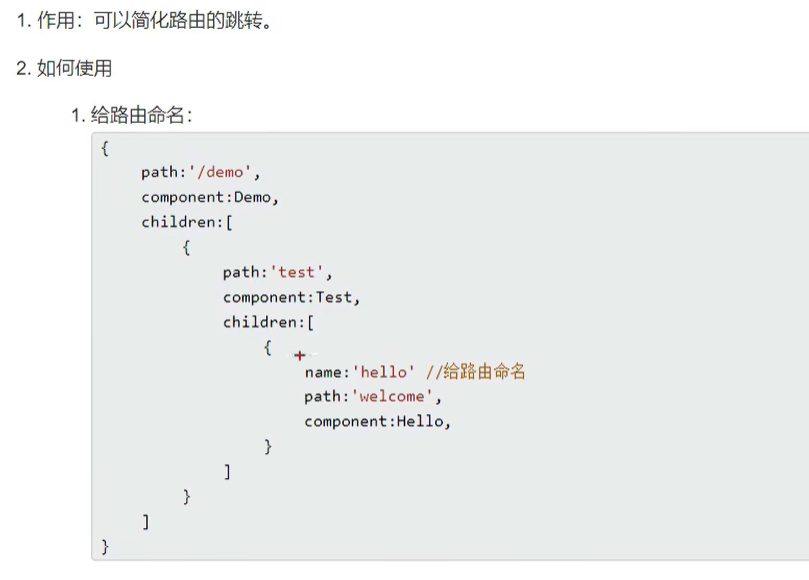 1. 作用：可以简化路由的跳转。
2. 如何使用
1. 给路由命名：
{
path:'/demo',
component:Demo,
children:[
{
path:'test',
component:Test,
children:[
{
name:'hello' //给路由命名
path:'welcome',
component:Hello,
}
]
}
]
}